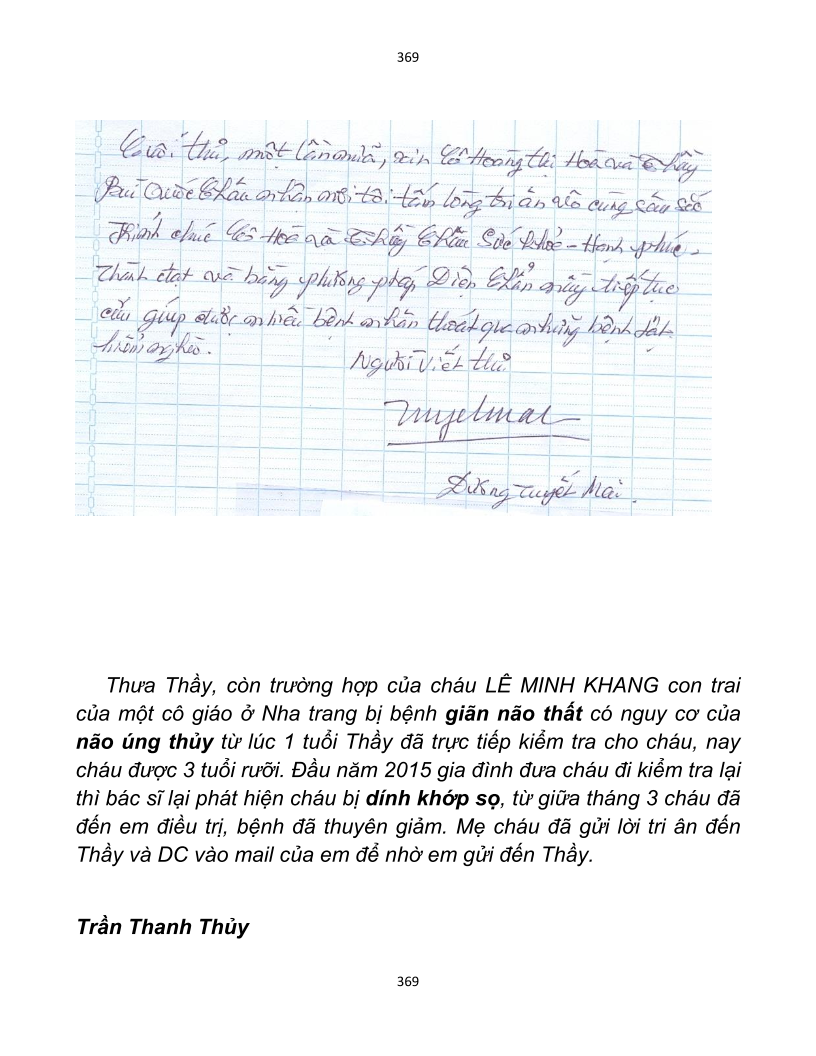 369
Cuối thư, một lần nữa, xin Cô Hoàng thị Hoà và Thầy
Bùi Quốc Châu nhận nơi tôi tấm lòng tri ân vô cùng sâu sắc
Kính chúc Cô Hoà và Thầy Châu Sức khỏe - Hạnh phúc -
Thành đạt và bằng phương pháp Diện Chẩn này tiếp tục
cứu giúp được nhiều bệnh nhân thoát qua những bệnh tật
hiểm nghèo.
Người viết thư
Dương Tuyết Mai.
Thưa Thầy, còn trường hợp của cháu LÊ MINH KHANG con trai
của một cô giáo ở Nha trang bị bệnh giãn não thất có nguy cơ của
não úng thủy từ lúc 1 tuổi Thầy đã trực tiếp kiểm tra cho cháu, nay
cháu được 3 tuổi rưỡi. Đầu năm 2015 gia đình đưa cháu đi kiểm tra lại
thì bác sĩ lại phát hiện cháu bị dính khớp sọ, từ giữa tháng 3 cháu đã
đến em điều trị, bệnh đã thuyên giảm. Mẹ cháu đã gửi lời tri ân đến
Thầy và DC vào mail của em để nhờ em gửi đến Thầy.
Trần Thanh Thủy
369